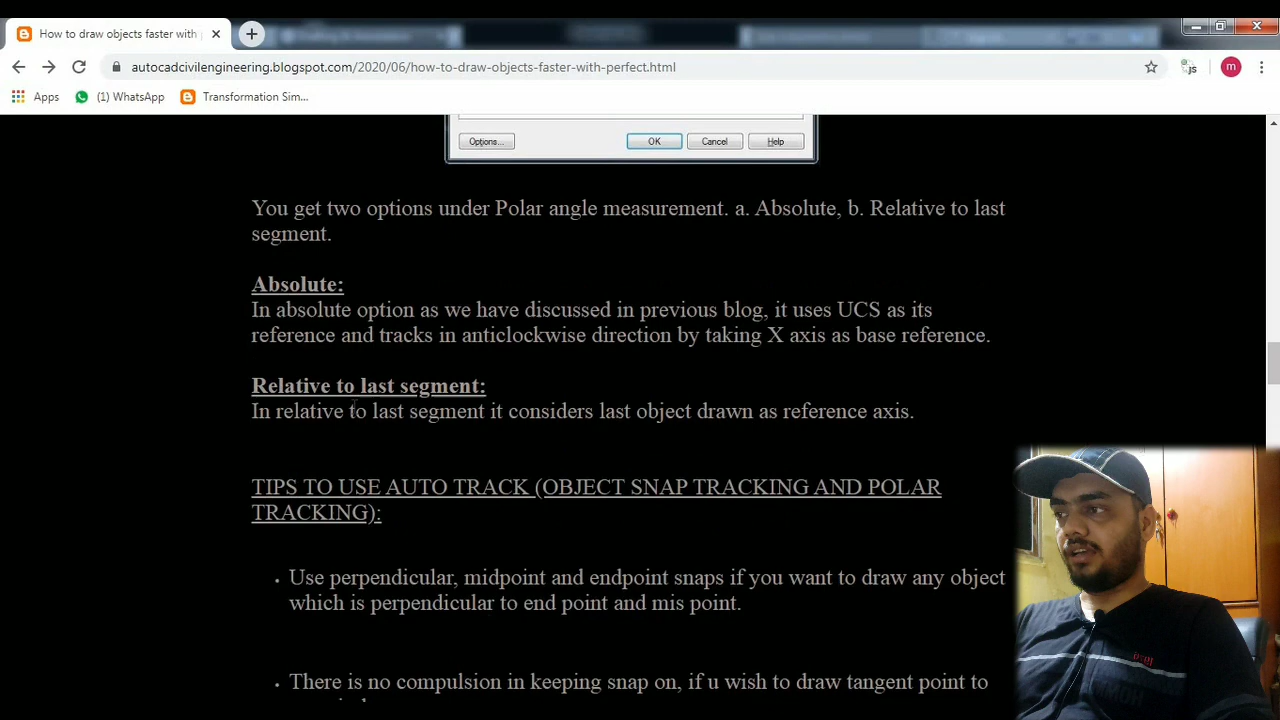 How to draw objects faster with
autocadcivilengineering.blogspot.com/2020/06/how-to-draw-objects-faster-with-perfect.html
JS
m
Apps
(1) WhatsApp
Transformation Sim...
Options...
OK
Cancel
Help
You get two options under Polar angle measurement. a. Absolute, b. Relative to last
segment.
Absolute:
In absolute option as we have discussed in previous blog, it uses UCS as its
reference and tracks in anticlockwise direction by taking X axis as base reference.
Relative to last segment:
In relative to last segment it considers last object drawn as reference axis.
TIPS TO USE AUTO TRACK (OBJECT SNAP TRACKING AND POLAR
TRACKING):
• Use perpendicular, midpoint and endpoint snaps if you want to draw any object
which is perpendicular to end point and mis point.
• There is no compulsion in keeping snap on, if u wish to draw tangent point to